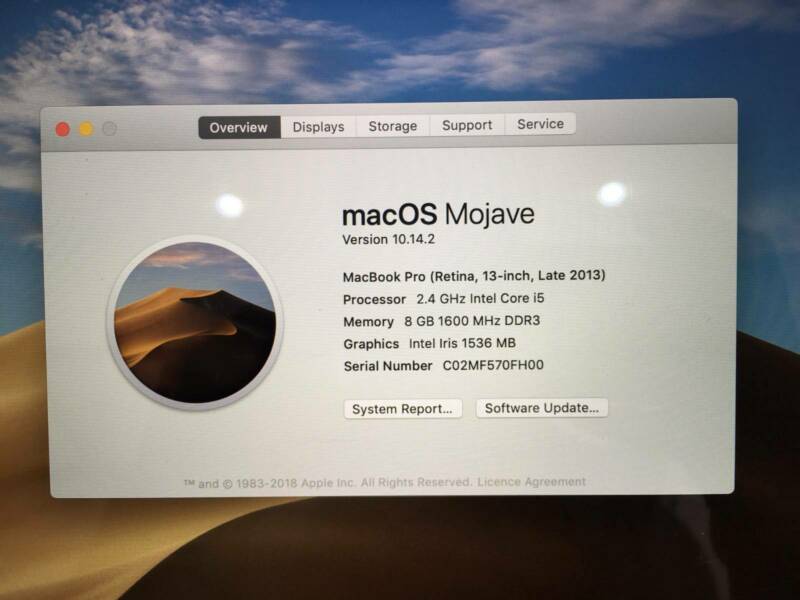 Overview Displays Storage Support Service
macOS Mojave
Version 10.14.2
MacBook Pro (Retina, 13-inch, Late 2013)
Processor 2.4 GHz Intel Core i5
Memory 8 GB 1600 MHz DDR3
Graphics Intel Iris 1536 MB
Serial Number C02MF570FH00
System Report... Software Update...
™ and © 1983-2018 Apple Inc. All Rights Reserved. Licence Agreement